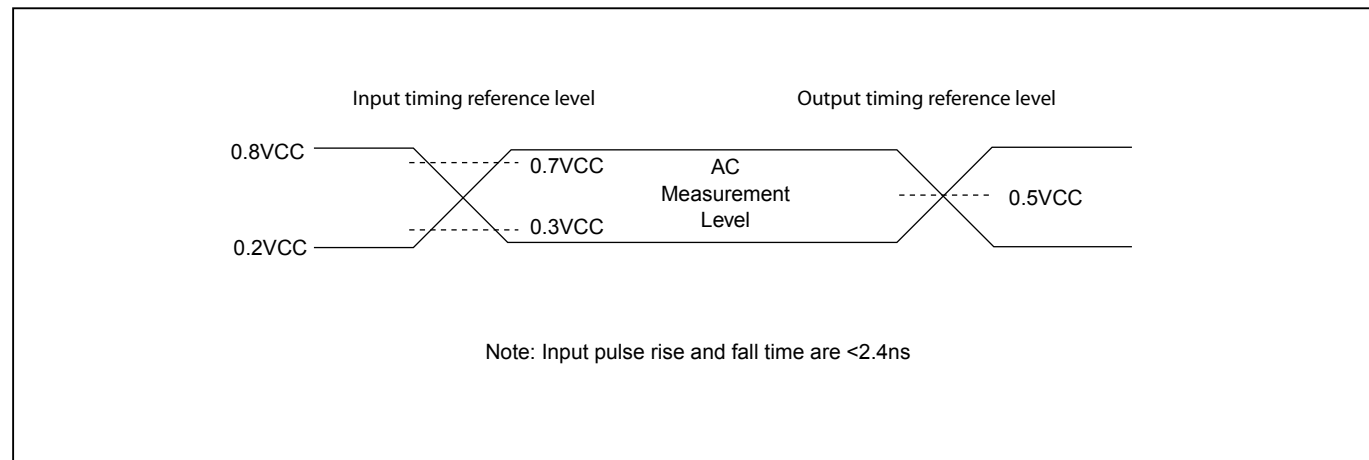 Input timing reference level
Output timing reference level
0.8VCC
0.7VCC
AC
Measurement
Level
0.5VCC
0.3VCC
0.2VCC
Note: Input pulse rise and fall time are <2.4ns